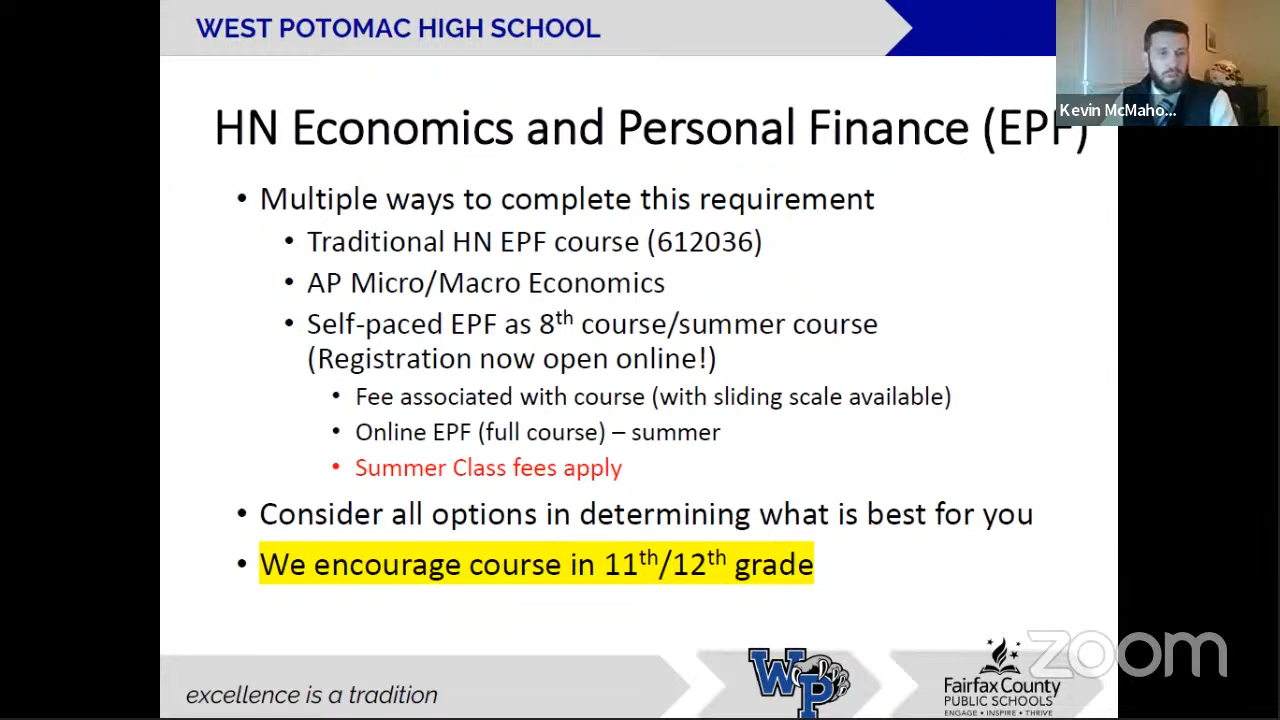 WEST POTOMAC HIGH SCHOOL
Kevin McMaho...
HN Economics and Personal Finance (EPF)
• Multiple ways to complete this requirement
• Traditional HN EPF course (612036)
• AP Micro/Macro Economics
• Self-paced EPF as 8th course/summer course
(Registration now open online!)
• Fee associated with course (with sliding scale available)
• Online EPF (full course) – summer
• Summer Class fees apply
• Consider all options in determining what is best for you
• We encourage course in 11th/12th grade
zoom
excellence is a tradition
WP
Fairfax County
PUBLIC SCHOOLS
ENGAGE • INSPIRE • THRIVE